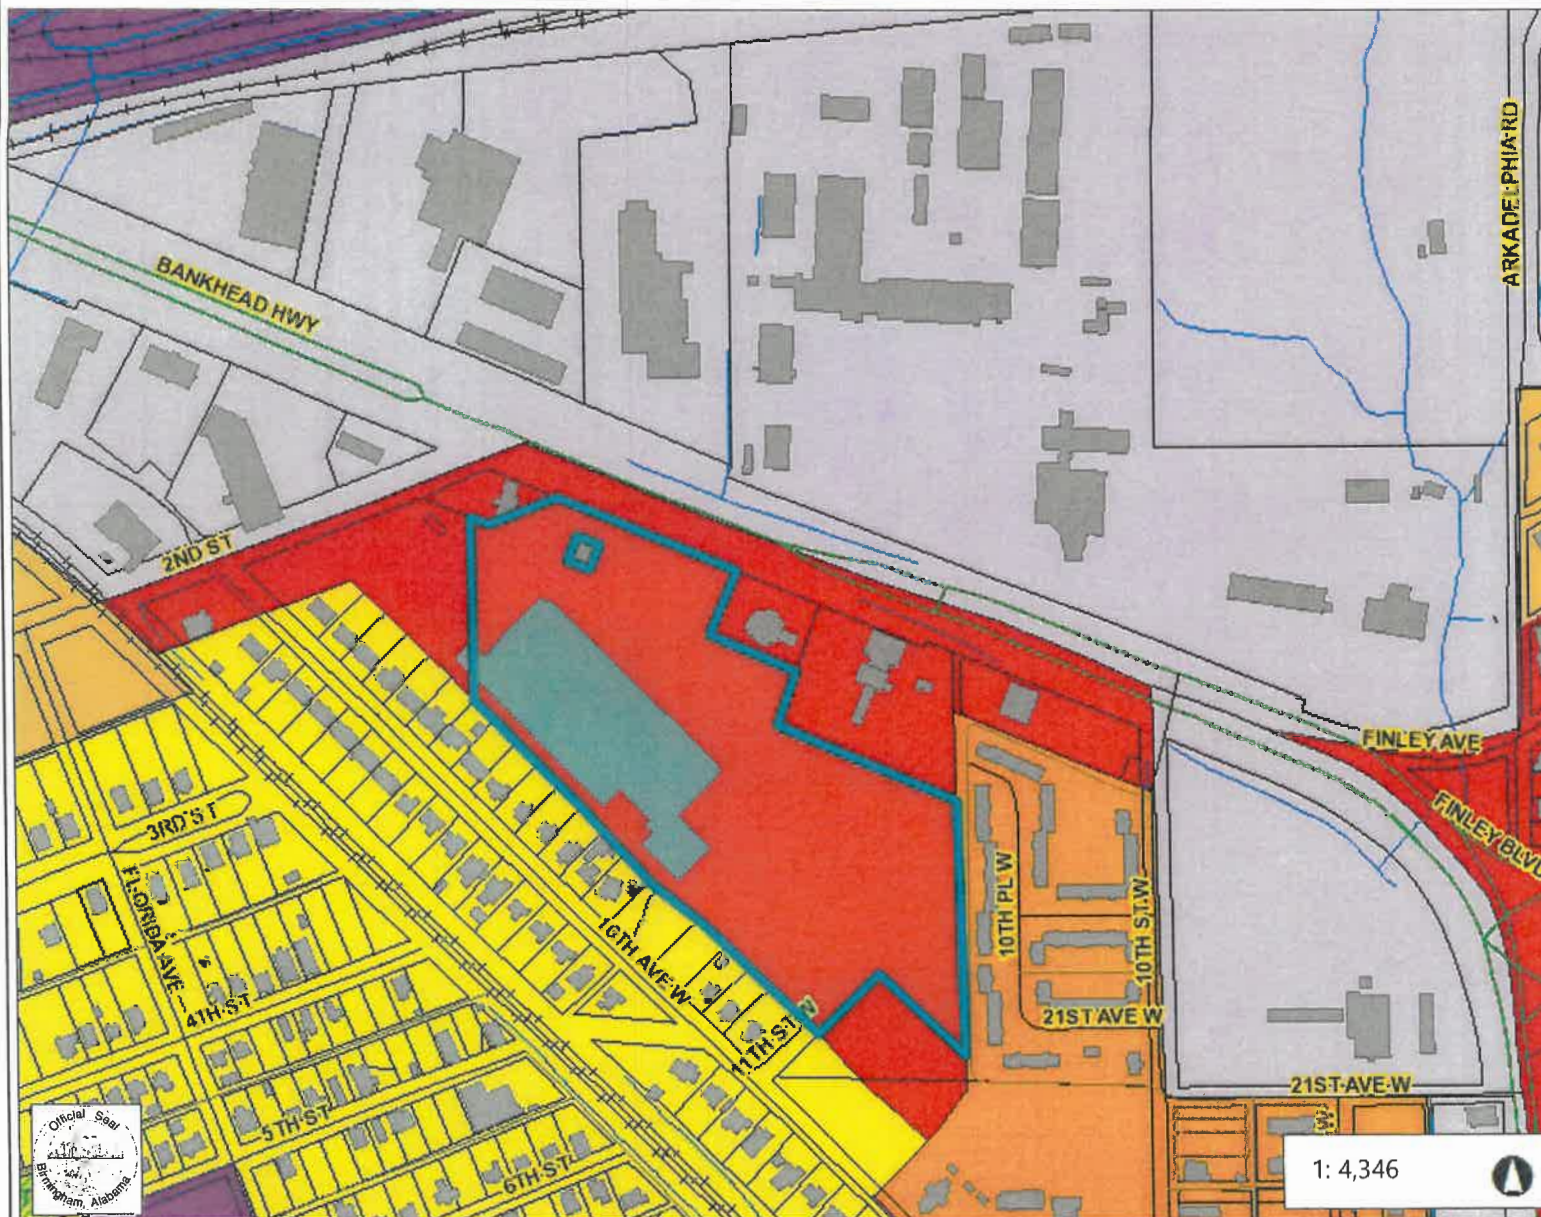 ARKADELPHIA RD
BANKHEAD HWY
2ND ST
FINLEY AVE
FINLEY BLVD
3RD ST
FLORIDA AVE
10TH PL W
10TH ST W
16TH AVE W
4TH ST
11TH ST W
21ST AVE W
21ST AVE W
5TH ST
6TH ST
Official Seal
Birmingham, Alabama
1: 4,346